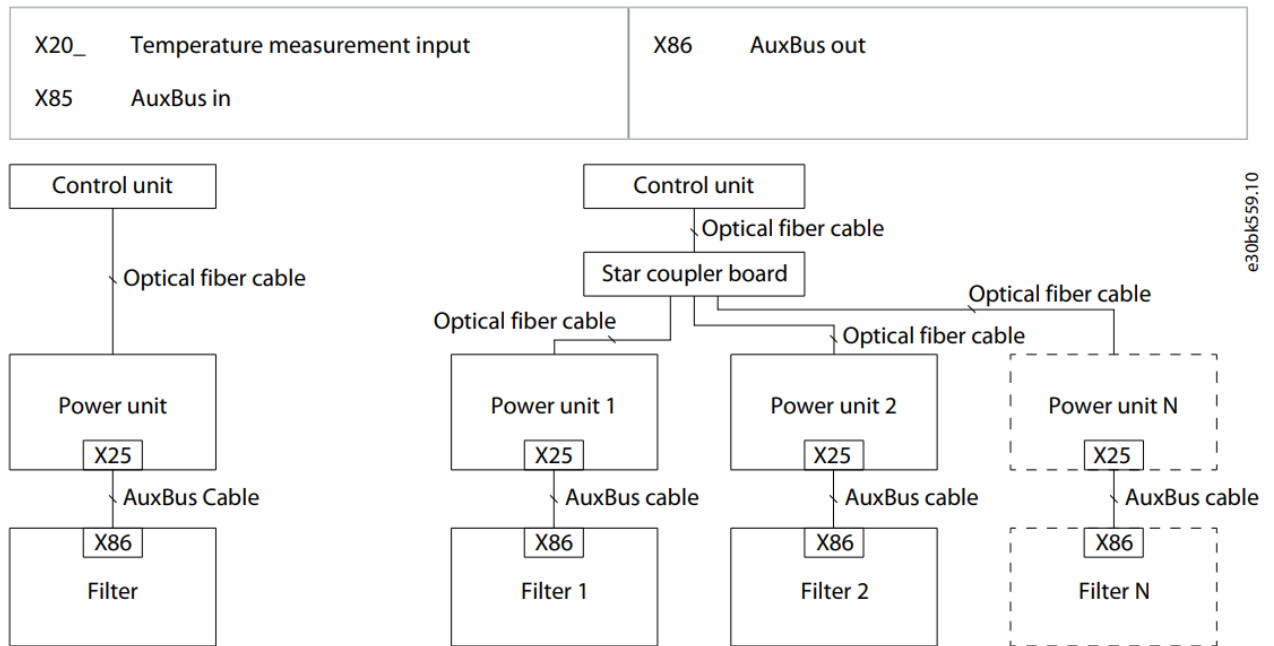 X20_ Temperature measurement input
X86 AuxBus out
X85 AuxBus in
Control unit
Control unit
e30bk559.10
Optical fiber cable
Star coupler board
Optical fiber cable
Optical fiber cable
Optical fiber cable
Optical fiber cable
Power unit
Power unit 1
Power unit 2
Power unit N
X25
X25
X25
X25
AuxBus Cable
AuxBus cable
AuxBus cable
AuxBus cable
X86
X86
X86
X86
Filter
Filter 1
Filter 2
Filter N